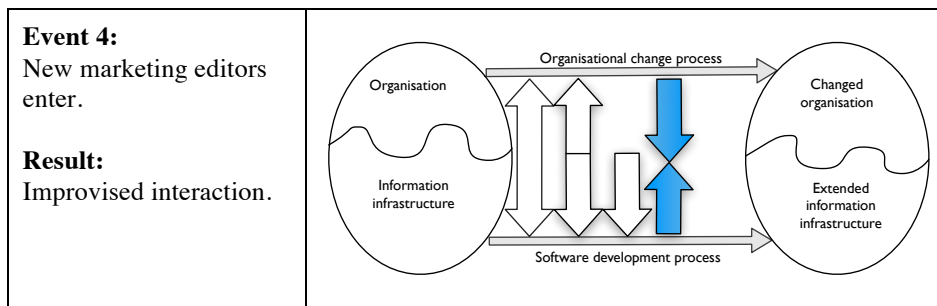 Event 4:
New marketing editors
enter.
Result:
Improvised interaction.
Organisational change process
Organisation
Information
infrastructure
Changed
organisation
Extended
information
infrastructure
Software development process